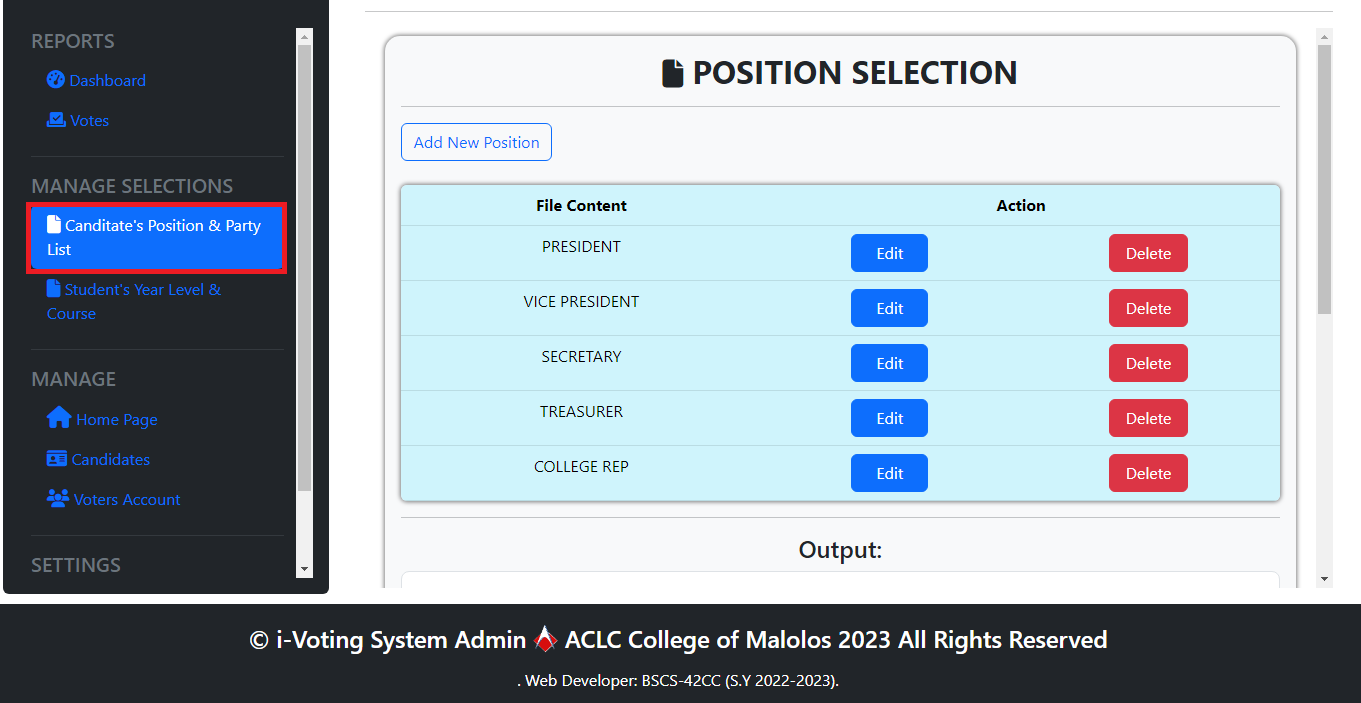 REPORTS
Dashboard
Votes
MANAGE SELECTIONS
Canditate's Position & Party
List
Student's Year Level &
Course
MANAGE
Home Page
Candidates
Voters Account
SETTINGS
POSITION SELECTION
Add New Position
File Content Action
PRESIDENT Edit Delete
VICE PRESIDENT Edit Delete
SECRETARY Edit Delete
TREASURER Edit Delete
COLLEGE REP Edit Delete
Output:
© i-Voting System Admin ACLC College of Malolos 2023 All Rights Reserved
. Web Developer: BSCS-42CC (S.Y 2022-2023).